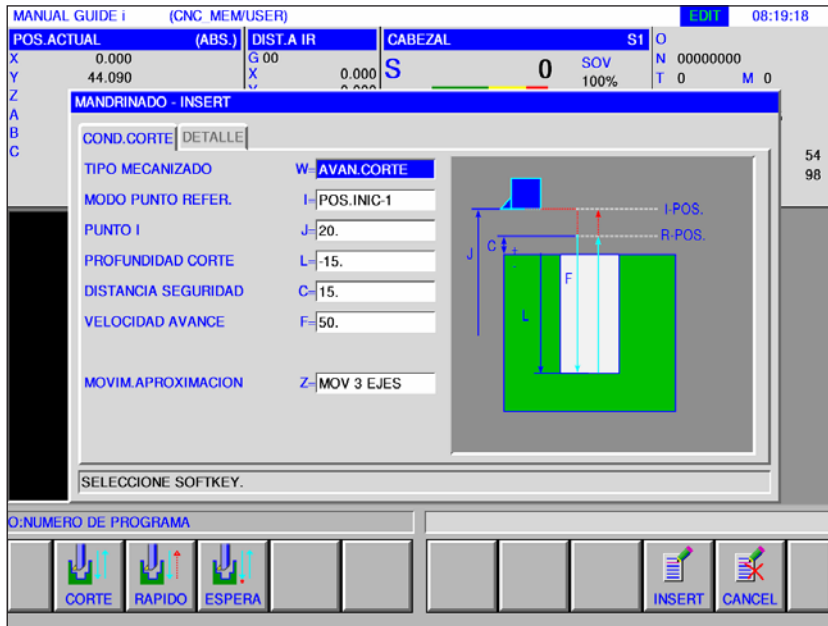 MANUAL GUIDE i (CNC_MEM/USER) EDIT 08:19:18
POS.ACTUAL (ABS.) DIST.A IR CABEZAL S1 O
X 0.000 G 00 S 0 SOV N 00000000
Y 44.090 X 0.000 100% T 0 M 0
Z
A
B
C
54
98
MANDRINADO - INSERT
COND.CORTE DETALLE
TIPO MECANIZADO W=AVAN.CORTE
MODO PUNTO REFER. I=POS.INIC-1
PUNTO I J=20.
PROFUNDIDAD CORTE L=-15.
DISTANCIA SEGURIDAD C=15.
VELOCIDAD AVANCE F=50.
MOVIM.APROXIMACION Z=MOV 3 EJES
I-POS.
R-POS.
J C +
F
L
SELECCIONE SOFTKEY.
O:NUMERO DE PROGRAMA
CORTE RAPIDO ESPERA INSERT CANCEL